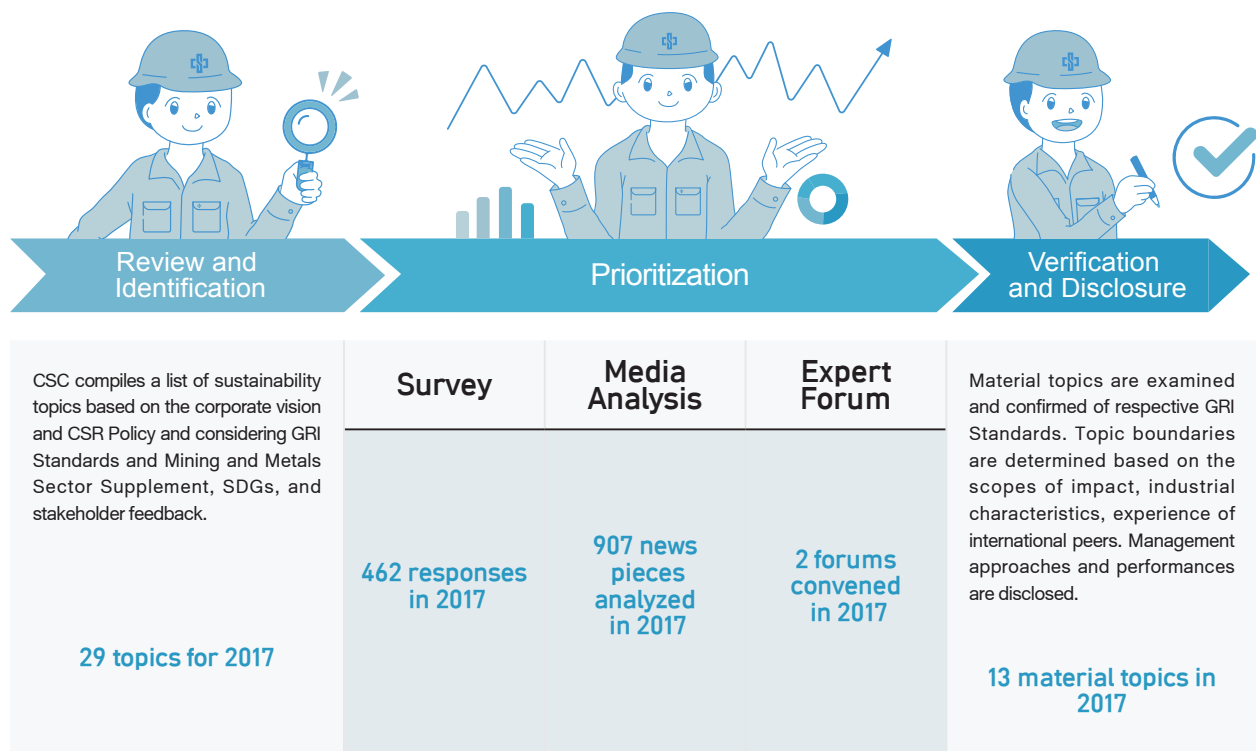 Review and
Identification
Prioritization
Verification
and Disclosure
CSC compiles a list of sustainability
topics based on the corporate vision
and CSR Policy and considering GRI
Standards and Mining and Metals
Sector Supplement, SDGs, and
stakeholder feedback.
29 topics for 2017
Survey
462 responses
in 2017
Media
Analysis
907 news
pieces
analyzed
in 2017
Expert
Forum
2 forums
convened
in 2017
Material topics are examined
and confirmed of respective GRI
Standards. Topic boundaries
are determined based on the
scopes of impact, industrial
characteristics, experience of
international peers. Management
approaches and performances
are disclosed.
13 material topics in
2017